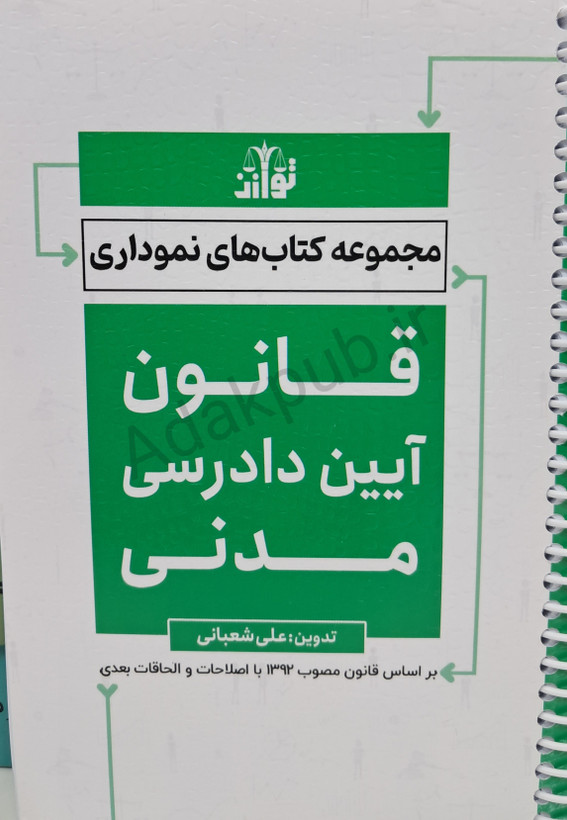 توازن
مجموعه کتاب‌های نموداری
قانون
آیین دادرسی
مدنی
تدوین: علی شعبانی
بر اساس قانون مصوب ۱۳۹۲ با اصلاحات و الحاقات بعدی
Adakpub.ir